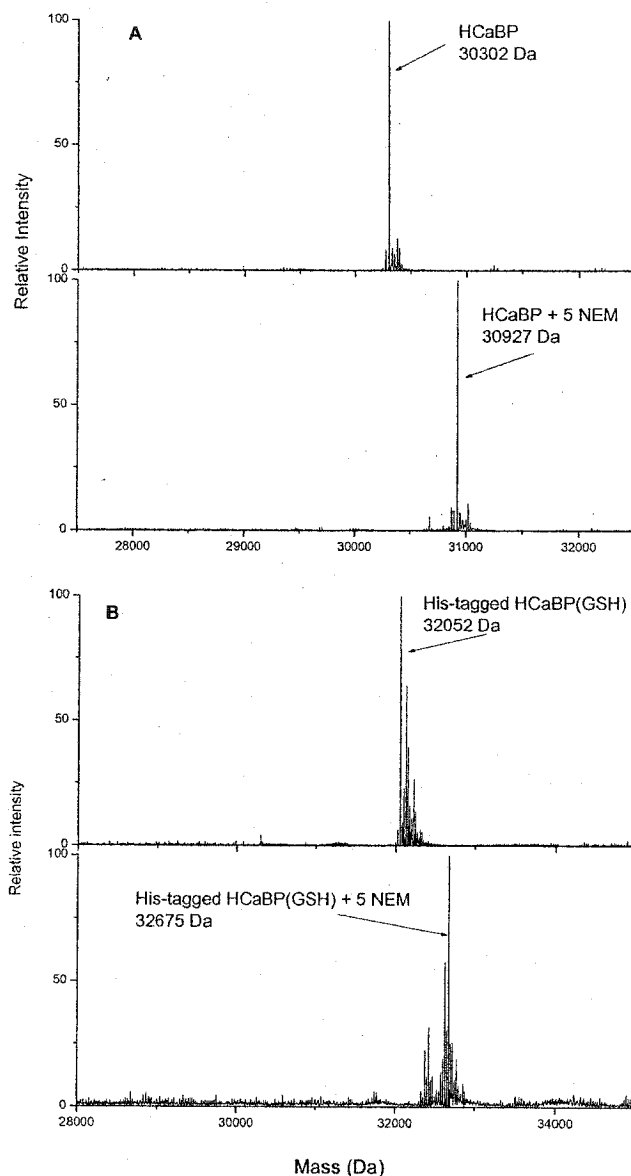 A
HCaBP
30302 Da
100
50
0
Relative Intensity
HCaBP + 5 NEM
30927 Da
100
50
0
28000 29000 30000 31000 32000
B
His-tagged HCaBP(GSH)
32052 Da
100
50
0
Relative intensity
His-tagged HCaBP(GSH) + 5 NEM
32675 Da
100
50
0
28000 30000 32000 34000
Mass (Da)